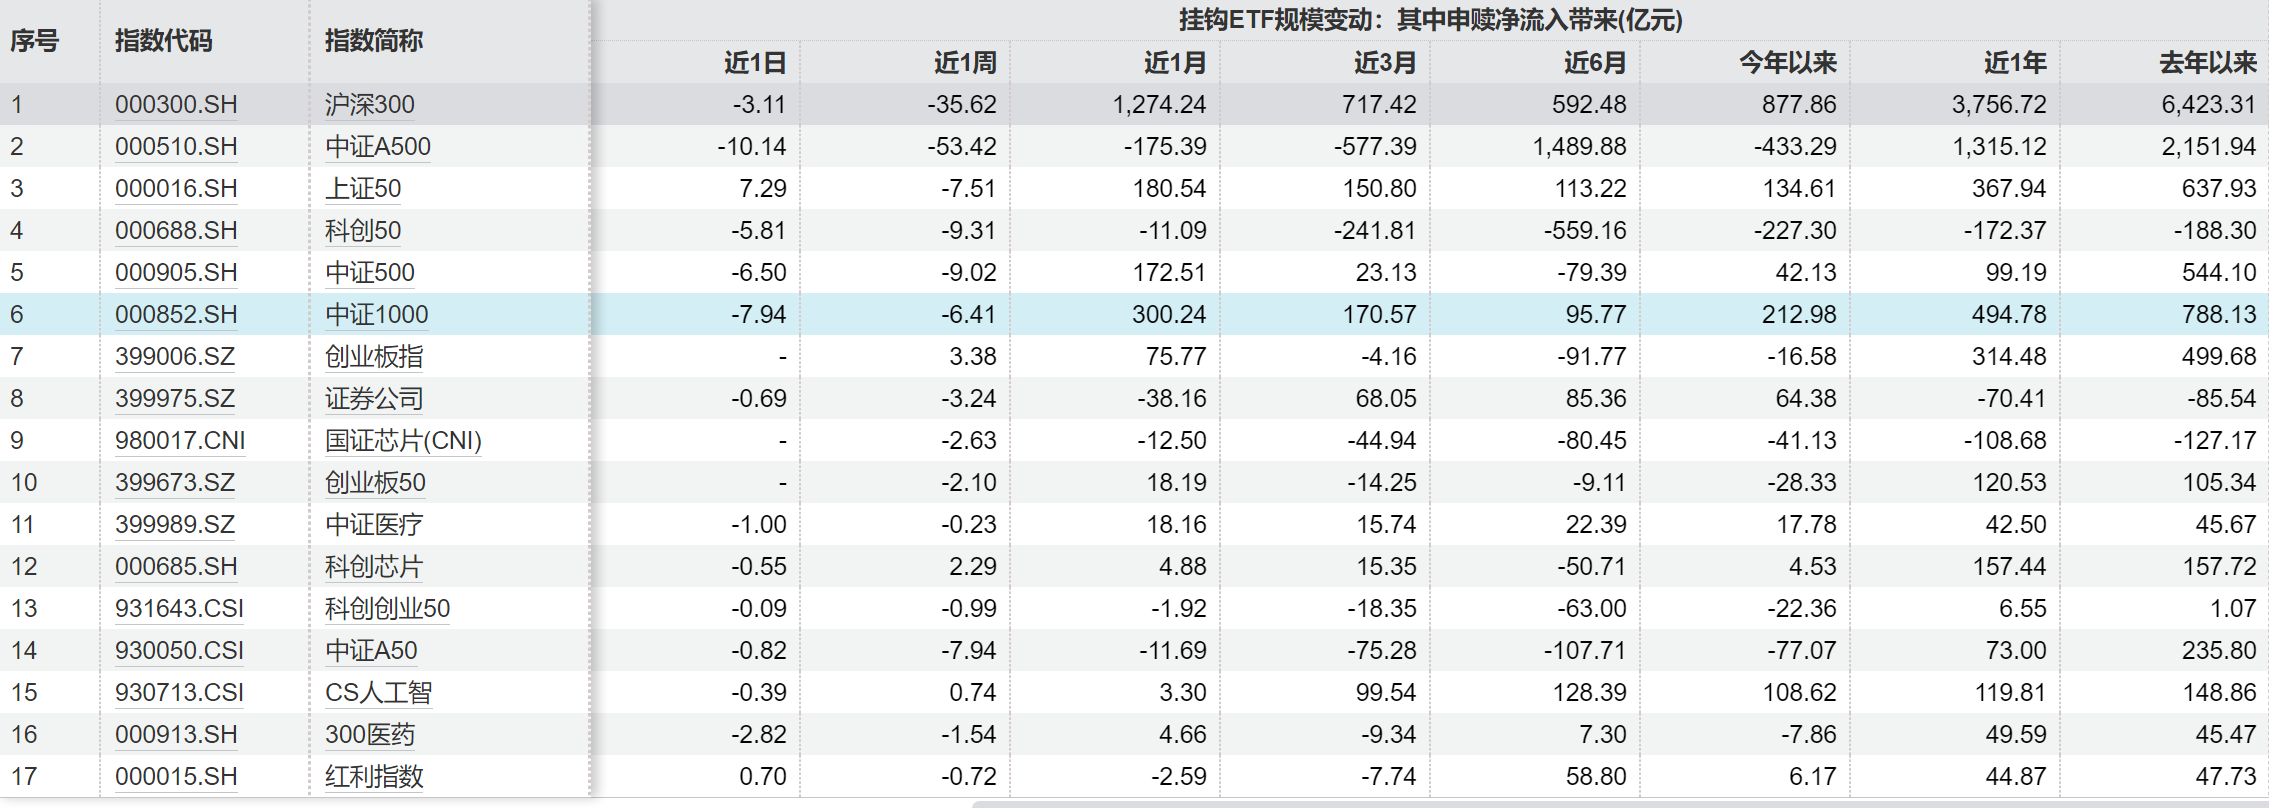 序号 指数代码 指数简称 挂钩ETF规模变动：其中申赎净流入带来(亿元)
近1日 近1周 近1月 近3月 近6月 今年以来 近1年 去年以来
1 000300.SH 沪深300 -3.11 -35.62 1,274.24 717.42 592.48 877.86 3,756.72 6,423.31
2 000510.SH 中证A500 -10.14 -53.42 -175.39 -577.39 1,489.88 -433.29 1,315.12 2,151.94
3 000016.SH 上证50 7.29 -7.51 180.54 150.80 113.22 134.61 367.94 637.93
4 000688.SH 科创50 -5.81 -9.31 -11.09 -241.81 -559.16 -227.30 -172.37 -188.30
5 000905.SH 中证500 -6.50 -9.02 172.51 23.13 -79.39 42.13 99.19 544.10
6 000852.SH 中证1000 -7.94 -6.41 300.24 170.57 95.77 212.98 494.78 788.13
7 399006.SZ 创业板指 - 3.38 75.77 -4.16 -91.77 -16.58 314.48 499.68
8 399975.SZ 证券公司 -0.69 -3.24 -38.16 68.05 85.36 64.38 -70.41 -85.54
9 980017.CNI 国证芯片(CNI) - -2.63 -12.50 -44.94 -80.45 -41.13 -108.68 -127.17
10 399673.SZ 创业板50 - -2.10 18.19 -14.25 -9.11 -28.33 120.53 105.34
11 399989.SZ 中证医疗 -1.00 -0.23 18.16 15.74 22.39 17.78 42.50 45.67
12 000685.SH 科创芯片 -0.55 2.29 4.88 15.35 -50.71 4.53 157.44 157.72
13 931643.CSI 科创创业50 -0.09 -0.99 -1.92 -18.35 -63.00 -22.36 6.55 1.07
14 930050.CSI 中证A50 -0.82 -7.94 -11.69 -75.28 -107.71 -77.07 73.00 235.80
15 930713.CSI CS人工智 -0.39 0.74 3.30 99.54 128.39 108.62 119.81 148.86
16 000913.SH 300医药 -2.82 -1.54 4.66 -9.34 7.30 -7.86 49.59 45.47
17 000015.SH 红利指数 0.70 -0.72 -2.59 -7.74 58.80 6.17 44.87 47.73